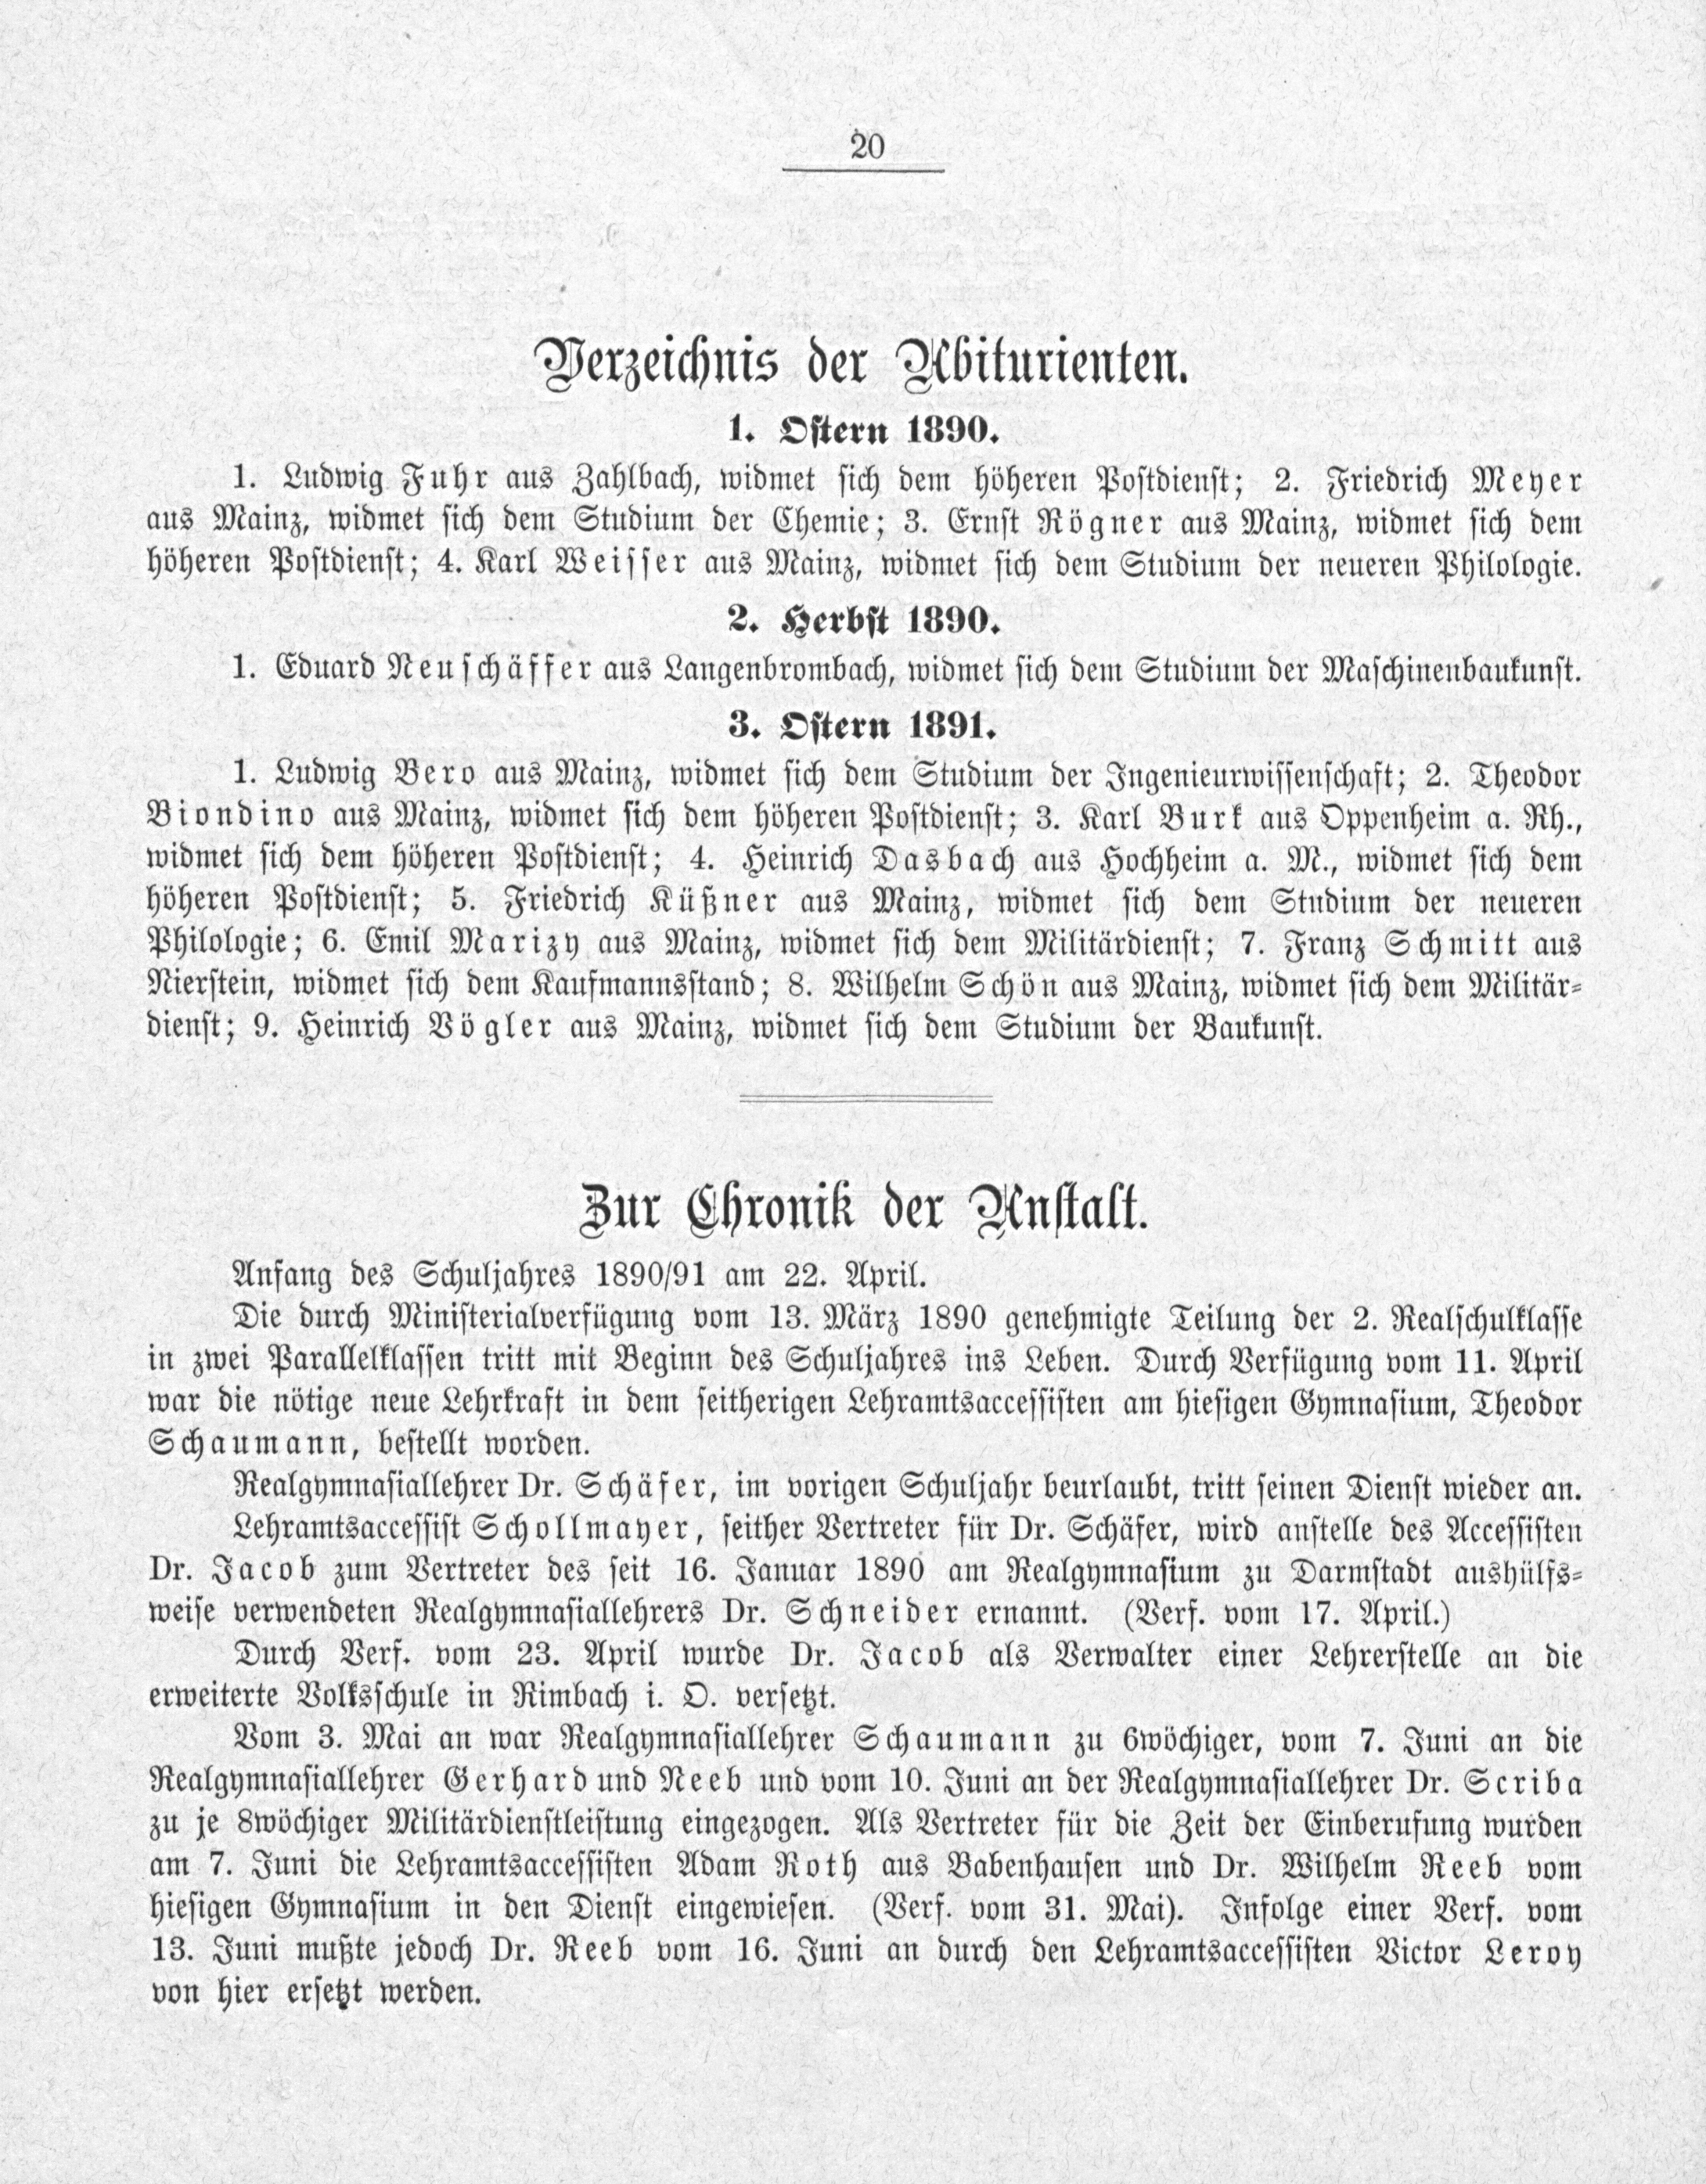 20
Verzeichnis der Abiturienten.
1. Ostern 1890.
1. Ludwig Fuhr aus Zahlbach, widmet sich dem höheren Postdienst; 2. Friedrich Meyer
aus Mainz, widmet sich dem Studium der Chemie; 3. Ernst Rögner aus Mainz, widmet sich dem
höheren Postdienst; 4. Karl Weisser aus Mainz, widmet sich dem Studium der neueren Philologie.
2. Herbst 1890.
1. Eduard Neuschäffer aus Langenbrombach, widmet sich dem Studium der Maschinenbaukunst.
3. Ostern 1891.
1. Ludwig Bero aus Mainz, widmet sich dem Studium der Ingenieurwissenschaft; 2. Theodor
Biondino aus Mainz, widmet sich dem höheren Postdienst; 3. Karl Burk aus Oppenheim a. Rh.,
widmet sich dem höheren Postdienst; 4. Heinrich Dasbach aus Hochheim a. M., widmet sich dem
höheren Postdienst; 5. Friedrich Küßner aus Mainz, widmet sich dem Studium der neueren
Philologie; 6. Emil Marizy aus Mainz, widmet sich dem Militärdienst; 7. Franz Schmitt aus
Nierstein, widmet sich dem Kaufmannsstand; 8. Wilhelm Schön aus Mainz, widmet sich dem Militär-
dienst; 9. Heinrich Vögler aus Mainz, widmet sich dem Studium der Baukunst.
Zur Chronik der Anstalt.
Anfang des Schuljahres 1890/91 am 22. April.
Die durch Ministerialverfügung vom 13. März 1890 genehmigte Teilung der 2. Realschulklasse
in zwei Parallelklassen tritt mit Beginn des Schuljahres ins Leben. Durch Verfügung vom 11. April
war die nötige neue Lehrkraft in dem seitherigen Lehramtsaccessisten am hiesigen Gymnasium, Theodor
Schaumann, bestellt worden.
Realgymnasiallehrer Dr. Schäfer, im vorigen Schuljahr beurlaubt, tritt seinen Dienst wieder an.
Lehramtsaccessist Schollmayer, seither Vertreter für Dr. Schäfer, wird anstelle des Accessisten
Dr. Jacob zum Vertreter des seit 16. Januar 1890 am Realgymnasium zu Darmstadt aushülfs-
weise verwendeten Realgymnasiallehrers Dr. Schneider ernannt. (Verf. vom 17. April.)
Durch Verf. vom 23. April wurde Dr. Jacob als Verwalter einer Lehrerstelle an die
erweiterte Volksschule in Rimbach i. O. versetzt.
Vom 3. Mai an war Realgymnasiallehrer Schaumann zu 6wöchiger, vom 7. Juni an die
Realgymnasiallehrer Gerhard und Neeb und vom 10. Juni an der Realgymnasiallehrer Dr. Scriba
zu je 8wöchiger Militärdienstleistung eingezogen. Als Vertreter für die Zeit der Einberufung wurden
am 7. Juni die Lehramtsaccessisten Adam Roth aus Babenhausen und Dr. Wilhelm Reeb vom
hiesigen Gymnasium in den Dienst eingewiesen. (Verf. vom 31. Mai). Infolge einer Verf. vom
13. Juni mußte jedoch Dr. Reeb vom 16. Juni an durch den Lehramtsaccessisten Victor Leroy
von hier ersetzt werden.